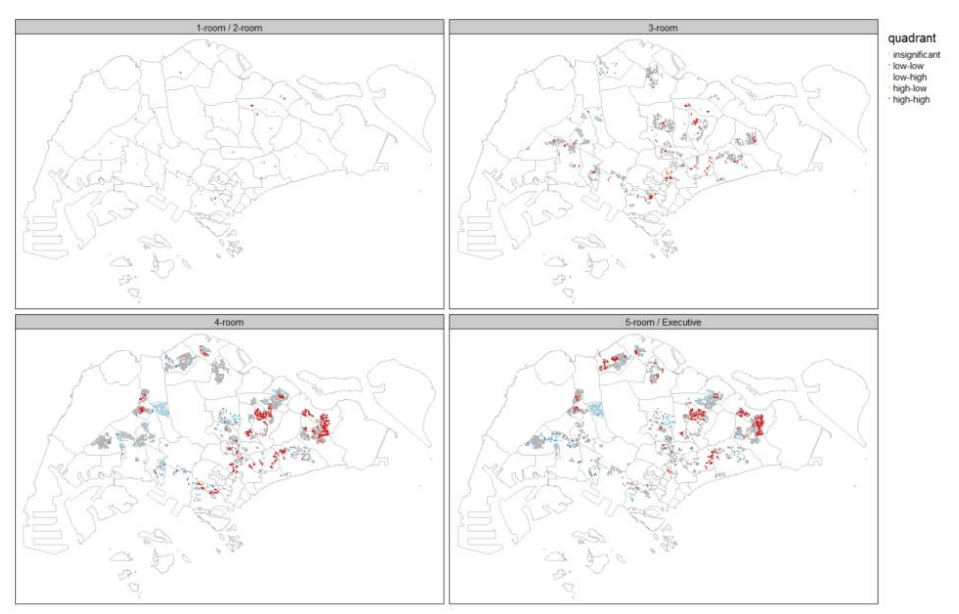 1-room / 2-room
3-room
quadrant
insignificant
low-low
low-high
high-low
high-high
4-room
5-room / Executive